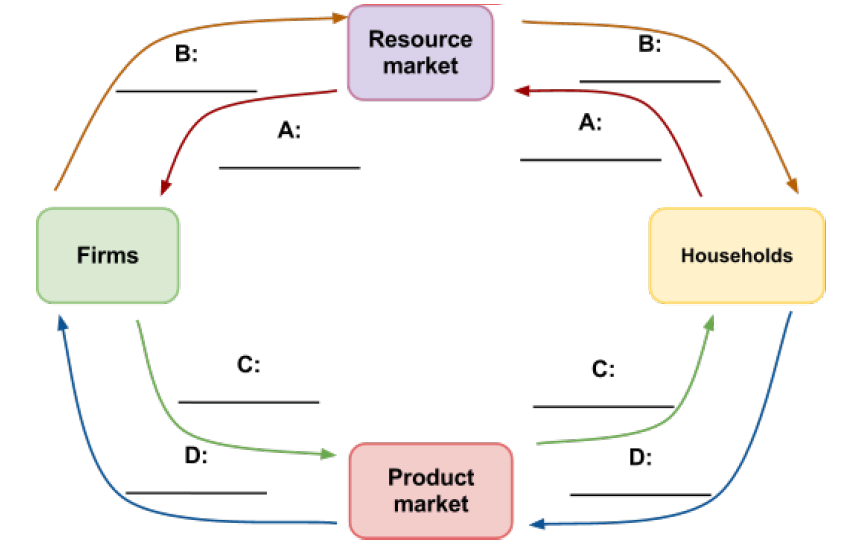 Resource
market
B:
B:
A:
A:
Firms
Households
C:
C:
D:
D:
Product
market